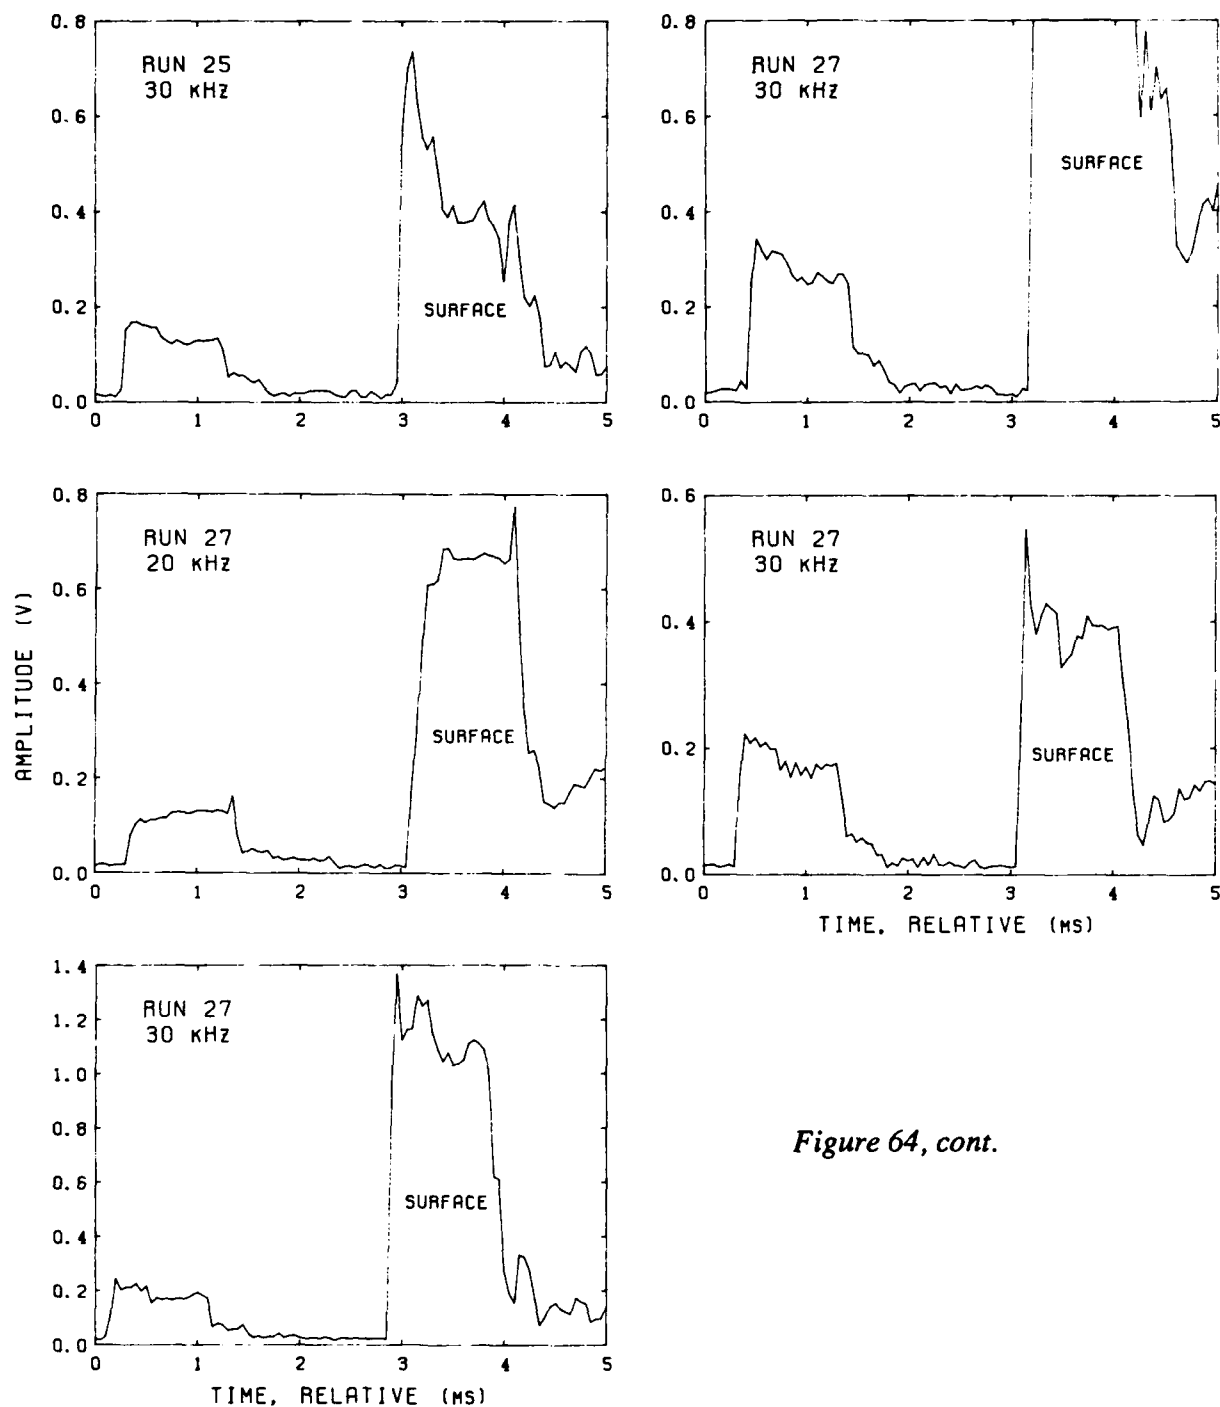 0.8
0.6
0.4
0.2
0.0
RUN 25
30 KHz
SURFACE
0 1 2 3 4 5
0.8
0.6
0.4
0.2
0.0
RUN 27
30 KHz
SURFACE
0 1 2 3 4 5
AMPLITUDE (V)
0.8
0.6
0.4
0.2
0.0
RUN 27
20 KHz
SURFACE
0 1 2 3 4 5
0.6
0.4
0.2
0.0
RUN 27
30 KHz
SURFACE
0 1 2 3 4 5
TIME, RELATIVE (MS)
1.4
1.2
1.0
0.8
0.6
0.4
0.2
0.0
RUN 27
30 KHz
SURFACE
0 1 2 3 4 5
TIME, RELATIVE (MS)
Figure 64, cont.